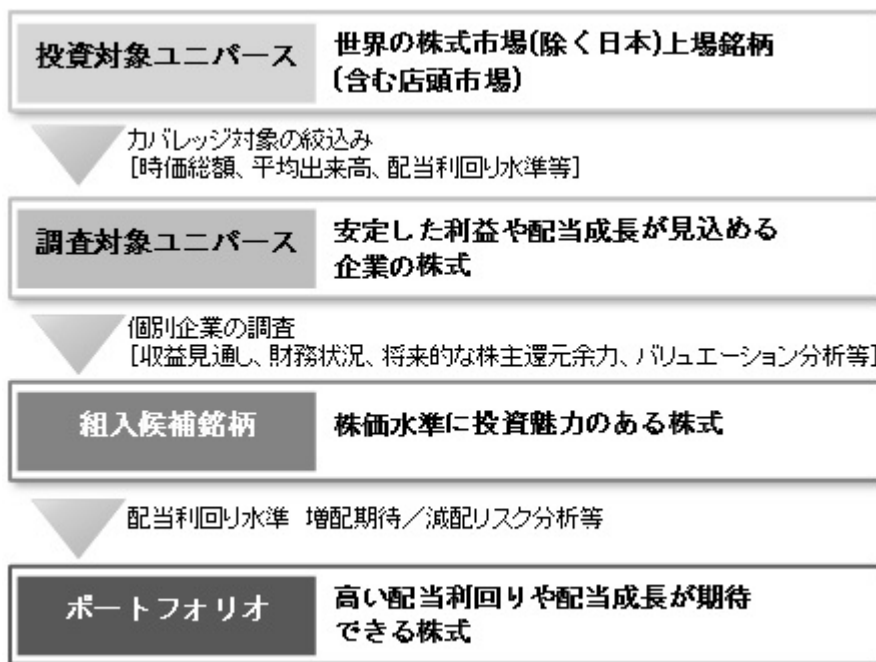 投資対象ユニバース
世界の株式市場(除く日本)上場銘柄
(含む店頭市場)
カバレッジ対象の絞込み
[時価総額、平均出来高、配当利回り水準等]
調査対象ユニバース
安定した利益や配当成長が見込める
企業の株式
個別企業の調査
[収益見通し、財務状況、将来的な株主還元余力、バリュエーション分析等]
組入候補銘柄
株価水準に投資魅力のある株式
配当利回り水準 増配期待/減配リスク分析等
ポートフォリオ
高い配当利回りや配当成長が期待
できる株式